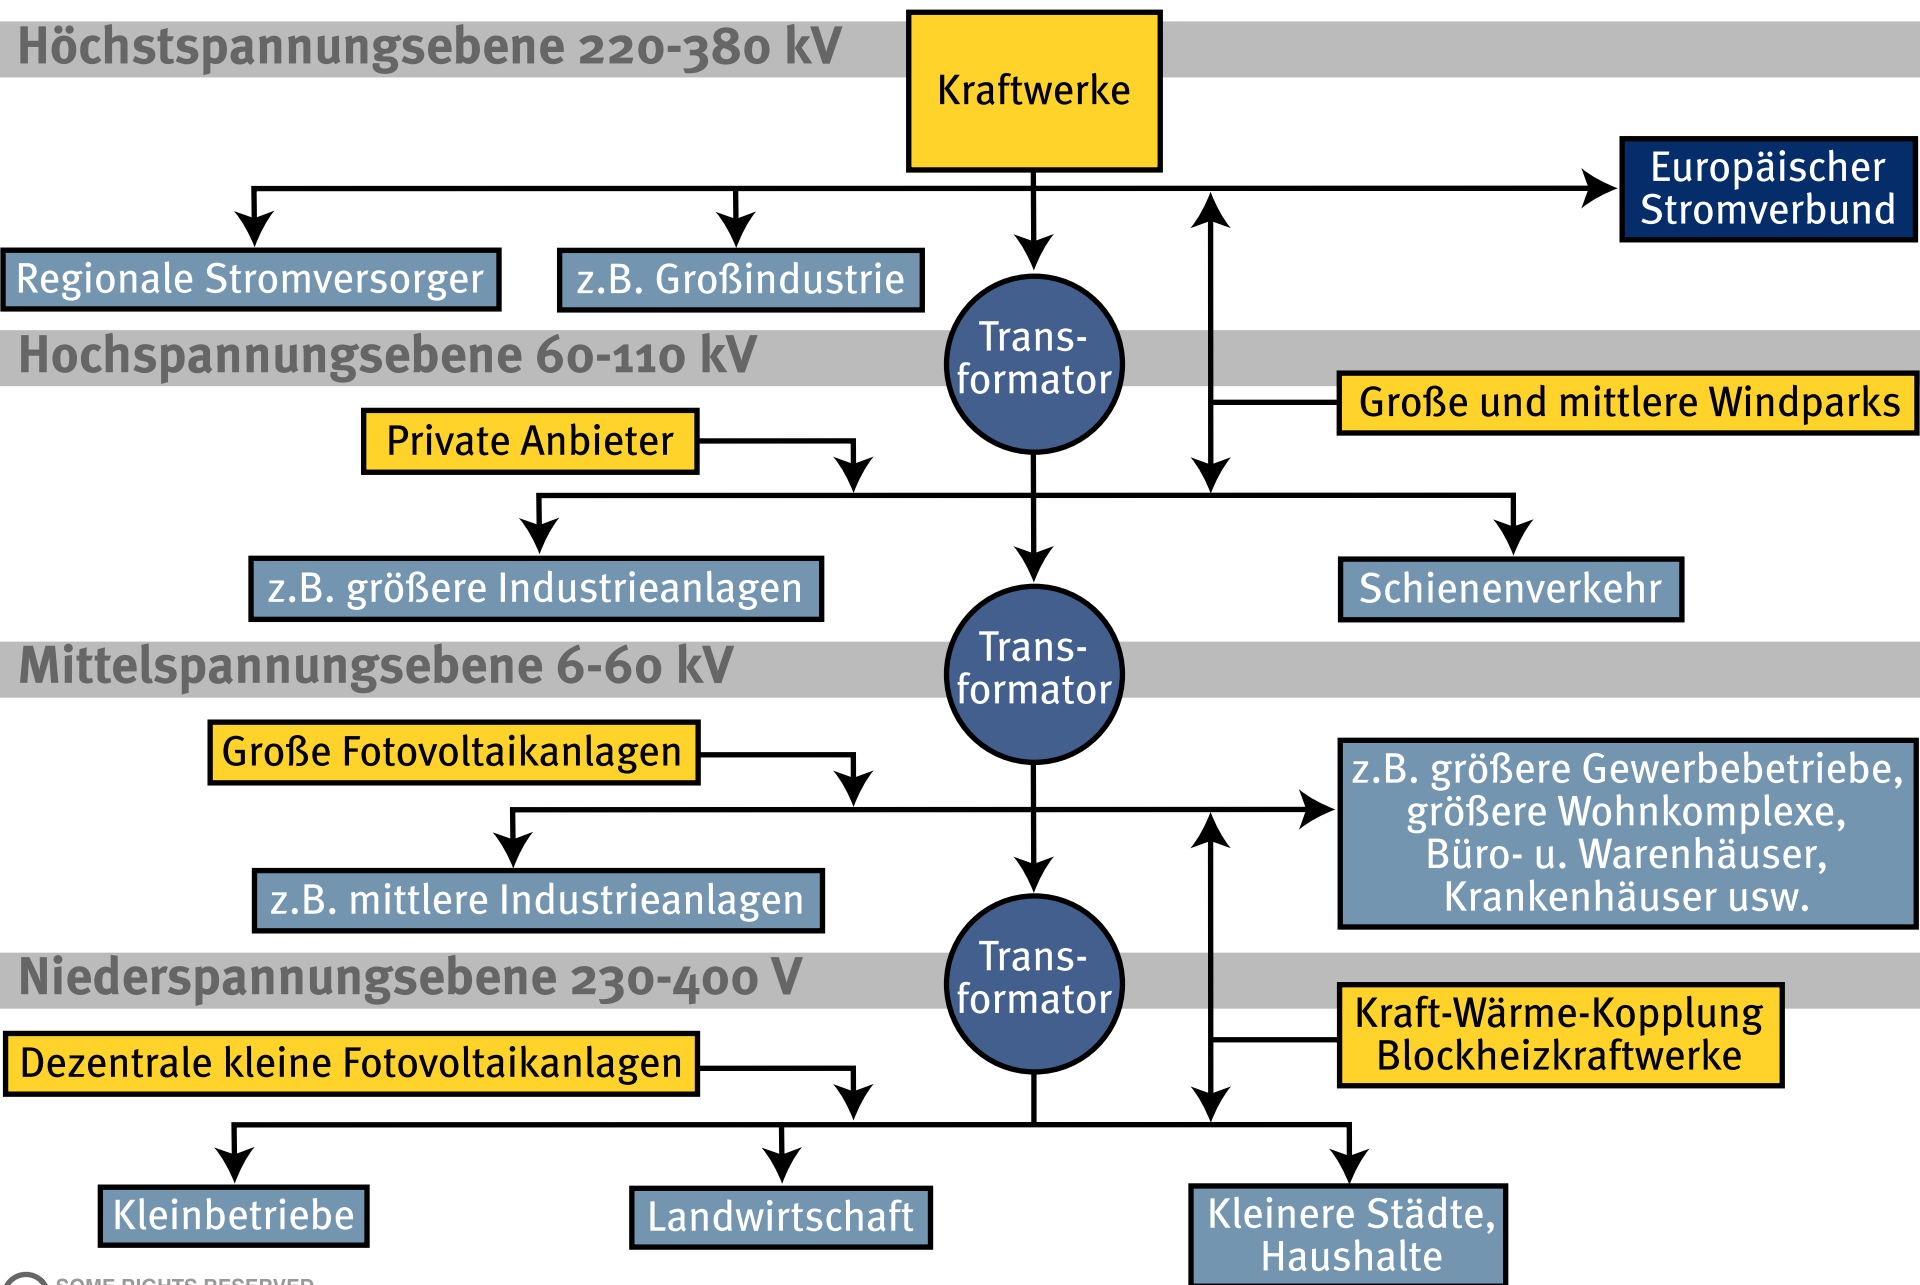 Höchstspannungsebene 220-380 kV
Kraftwerke
Europäischer
Stromverbund
Regionale Stromversorger
z.B. Großindustrie
Trans-
formator
Hochspannungsebene 60-110 kV
Große und mittlere Windparks
Private Anbieter
z.B. größere Industrieanlagen
Schienenverkehr
Trans-
formator
Mittelspannungsebene 6-60 kV
Große Fotovoltaikanlagen
z.B. größere Gewerbebetriebe,
größere Wohnkomplexe,
Büro- u. Warenhäuser,
Krankenhäuser usw.
z.B. mittlere Industrieanlagen
Trans-
formator
Niederspannungsebene 230-400 V
Kraft-Wärme-Kopplung
Blockheizkraftwerke
Dezentrale kleine Fotovoltaikanlagen
Kleinbetriebe
Landwirtschaft
Kleinere Städte,
Haushalte
SOME RIGHTS RESERVED